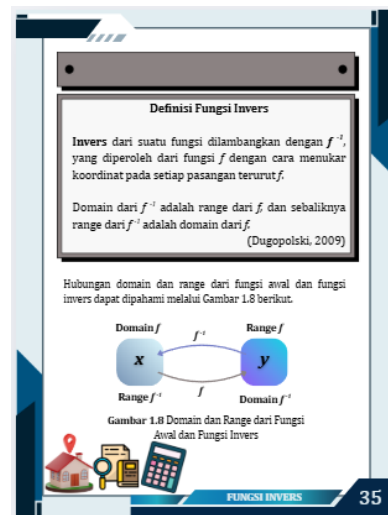 Definisi Fungsi Invers
Invers dari suatu fungsi dilambangkan dengan f ⁻¹,
yang diperoleh dari fungsi f dengan cara menukar
koordinat pada setiap pasangan terurut f.
Domain dari f ⁻¹ adalah range dari f, dan sebaliknya
range dari f ⁻¹ adalah domain dari f.
(Dugopolski, 2009)
Hubungan domain dan range dari fungsi awal dan fungsi
invers dapat dipahami melalui Gambar 1.8 berikut.
Domain f
f⁻¹
Range f
x
y
Range f⁻¹
f
Domain f⁻¹
Gambar 1.8 Domain dan Range dari Fungsi
Awal dan Fungsi Invers
FUNGSI INVERS
35